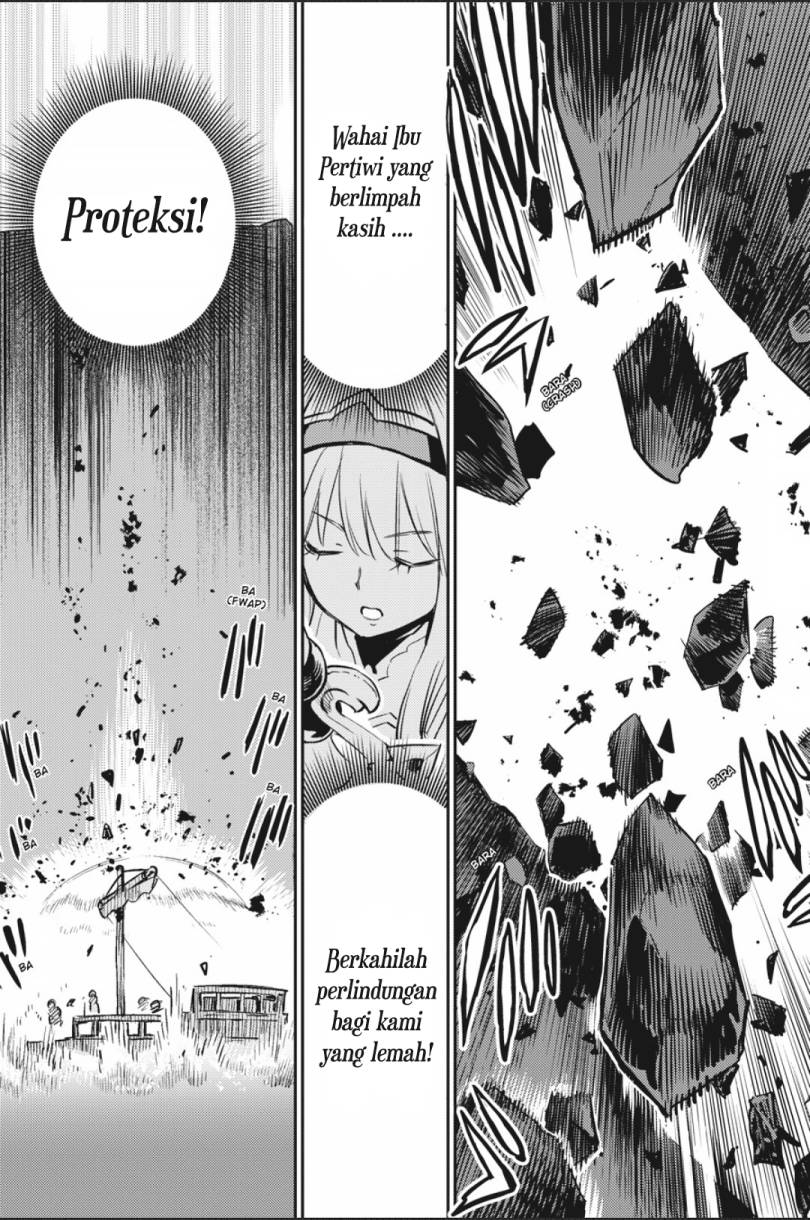 BARA
(CRASH)
BARA
BARA
Wahai Ibu
Pertiwi yang
berlimpah
kasih ....
Berkahilah
perlindungan
bagi kami
yang lemah!
Proteksi!
BA
(FWAP)
BA
BA
BA
BA
BA